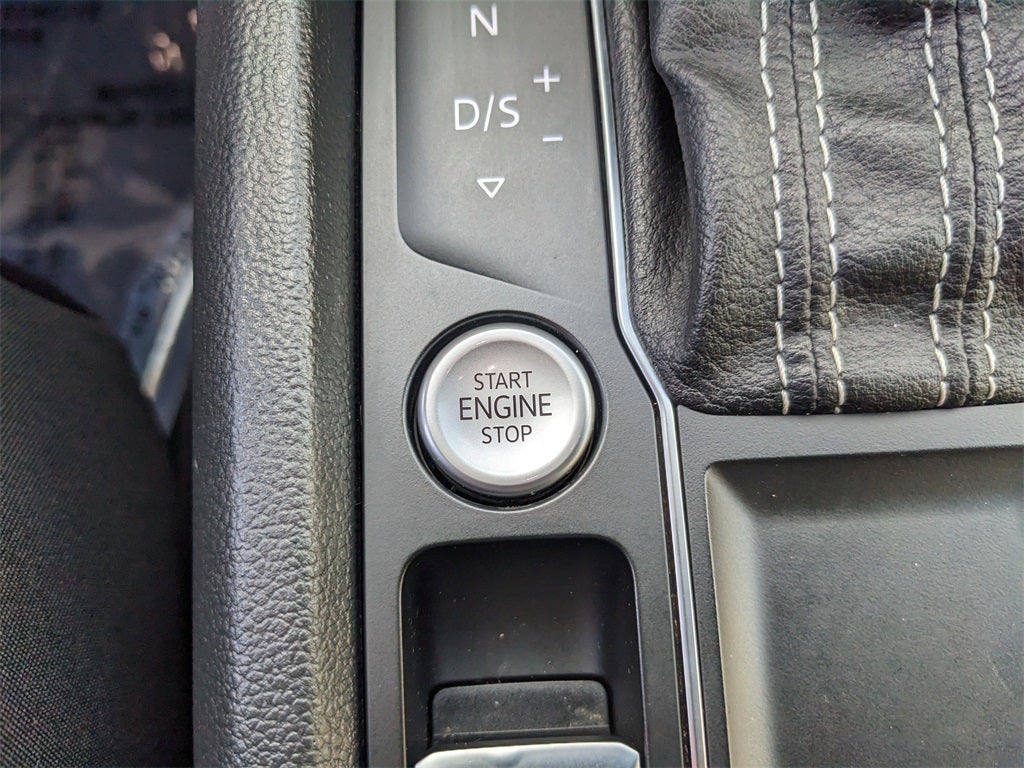 N
+
D/S
−
START
ENGINE
STOP